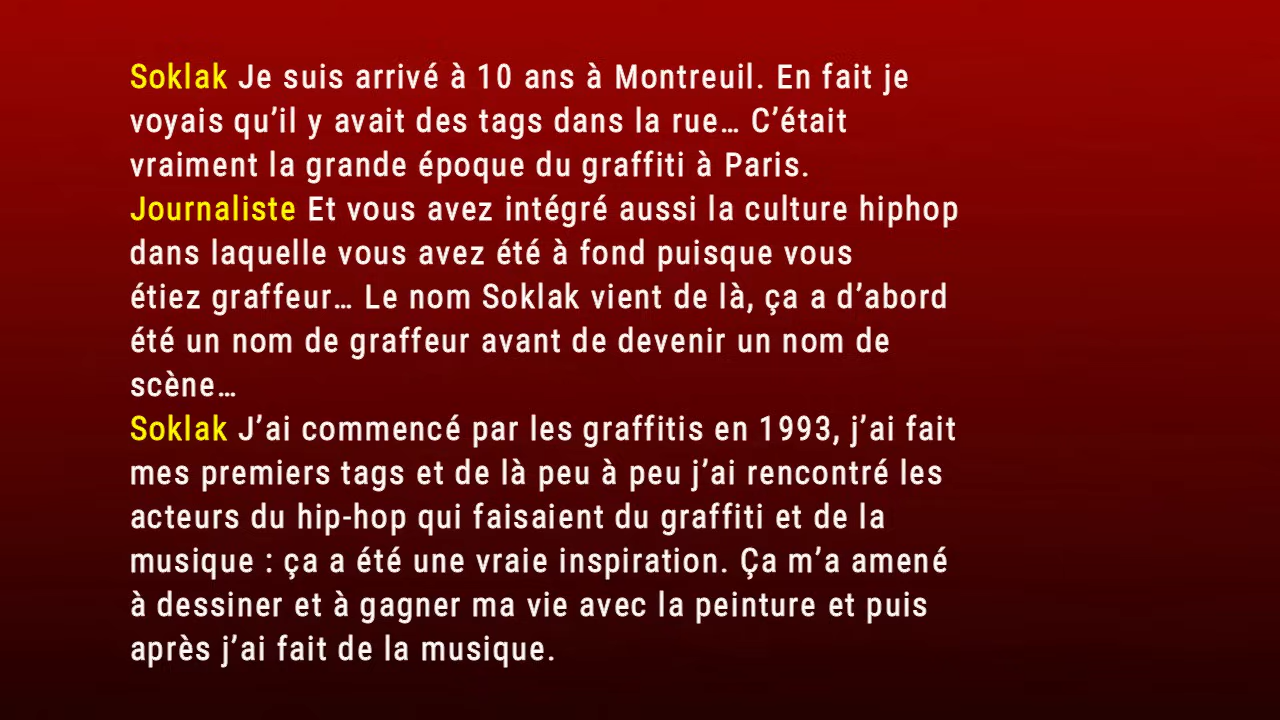 Soklak Je suis arrivé à 10 ans à Montreuil. En fait je
voyais qu’il y avait des tags dans la rue… C’était
vraiment la grande époque du graffiti à Paris.
Journaliste Et vous avez intégré aussi la culture hiphop
dans laquelle vous avez été à fond puisque vous
étiez graffeur… Le nom Soklak vient de là, ça a d’abord
été un nom de graffeur avant de devenir un nom de
scène…
Soklak J’ai commencé par les graffitis en 1993, j’ai fait
mes premiers tags et de là peu à peu j’ai rencontré les
acteurs du hip-hop qui faisaient du graffiti et de la
musique : ça a été une vraie inspiration. Ça m’a amené
à dessiner et à gagner ma vie avec la peinture et puis
après j’ai fait de la musique.